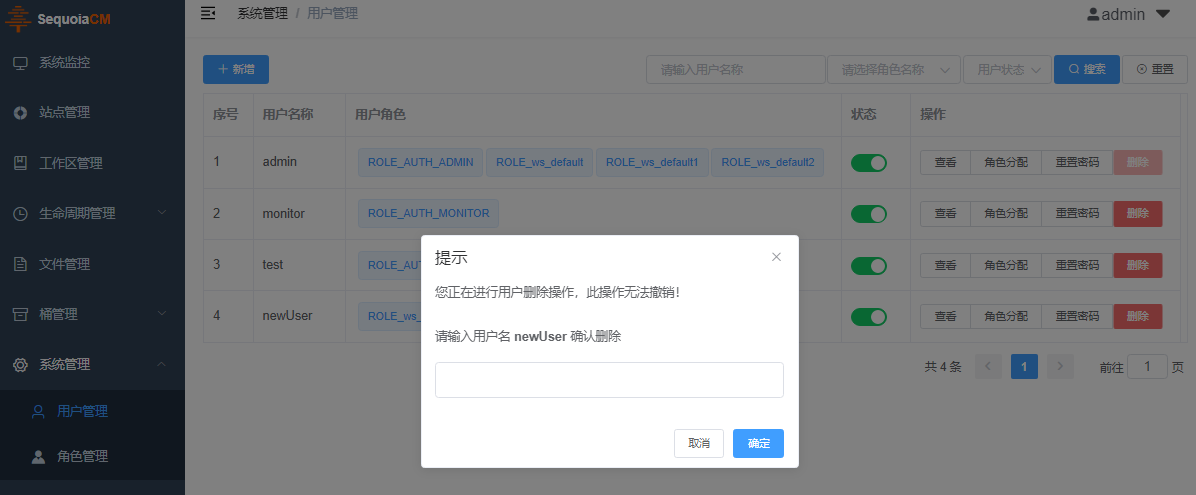 SequoiaCM
系统监控
站点管理
工作区管理
生命周期管理
文件管理
桶管理
系统管理
用户管理
角色管理
系统管理 / 用户管理
admin
+ 新增
请输入用户名称
请选择角色名称
用户状态
搜索
重置
序号 用户名称 用户角色 状态 操作
1 admin ROLE_AUTH_ADMIN ROLE_ws_default ROLE_ws_default1 ROLE_ws_default2 查看 角色分配 重置密码 删除
2 monitor ROLE_AUTH_MONITOR 查看 角色分配 重置密码 删除
3 test ROLE_AU 查看 角色分配 重置密码 删除
4 newUser ROLE_ws_ 查看 角色分配 重置密码 删除
共 4 条 < 1 > 前往 1 页
提示
您正在进行用户删除操作，此操作无法撤销！
请输入用户名 newUser 确认删除
取消
确定